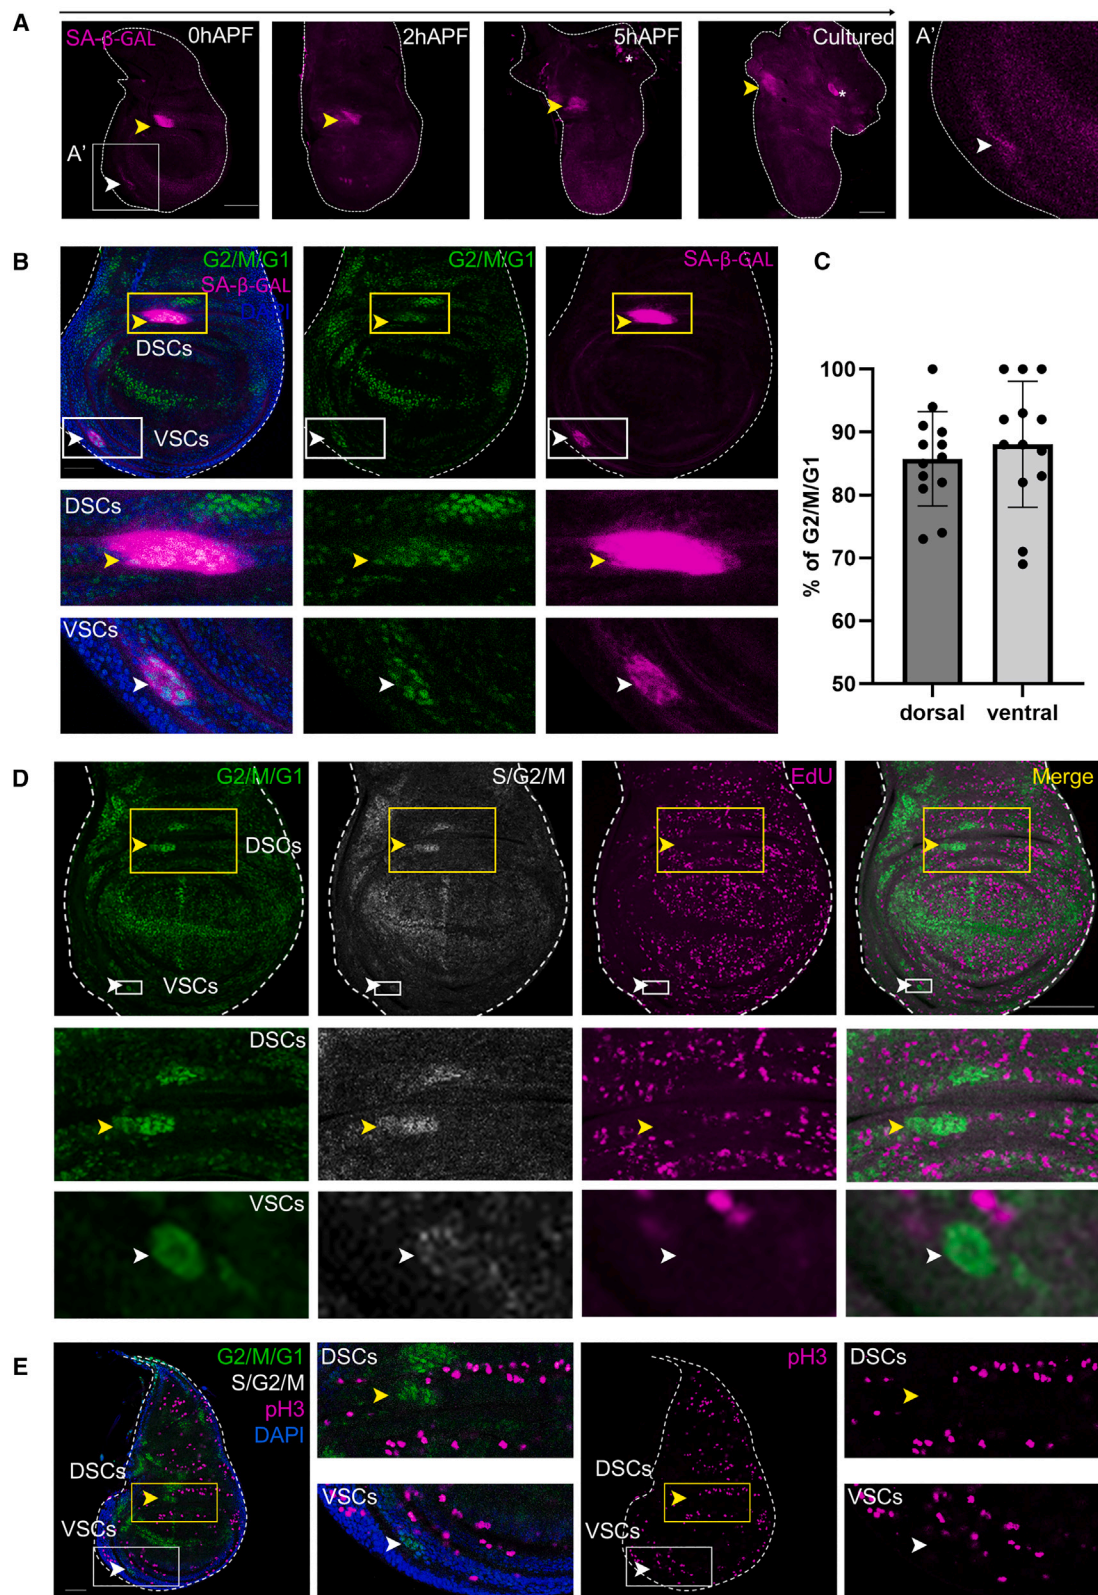 A
SA-β-GAL
0hAPF
2hAPF
5hAPF
*
Cultured
*
A'
A'
B
G2/M/G1
SA-β-GAL
DAPI
DSCs
VSCs
G2/M/G1
SA-β-GAL
DSCs
VSCs
C
% of G2/M/G1
100
90
80
70
60
50
dorsal
ventral
D
G2/M/G1
DSCs
VSCs
S/G2/M
EdU
Merge
DSCs
VSCs
E
G2/M/G1
S/G2/M
pH3
DAPI
DSCs
VSCs
DSCs
VSCs
pH3
DSCs
VSCs
DSCs
VSCs